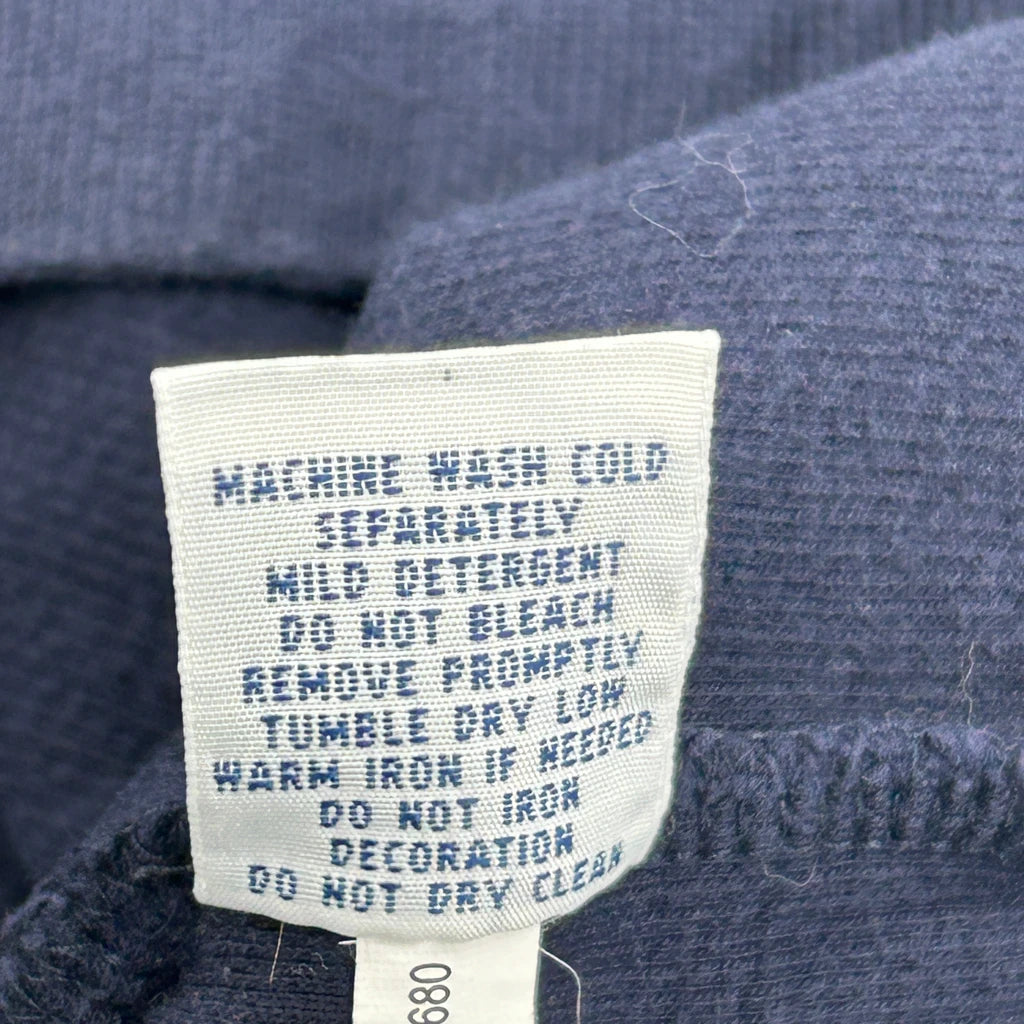 MACHINE WASH COLD
SEPARATELY
MILD DETERGENT
DO NOT BLEACH
REMOVE PROMPTLY
TUMBLE DRY LOW
WARM IRON IF NEEDED
DO NOT IRON
DECORATION
DO NOT DRY CLEAN
680